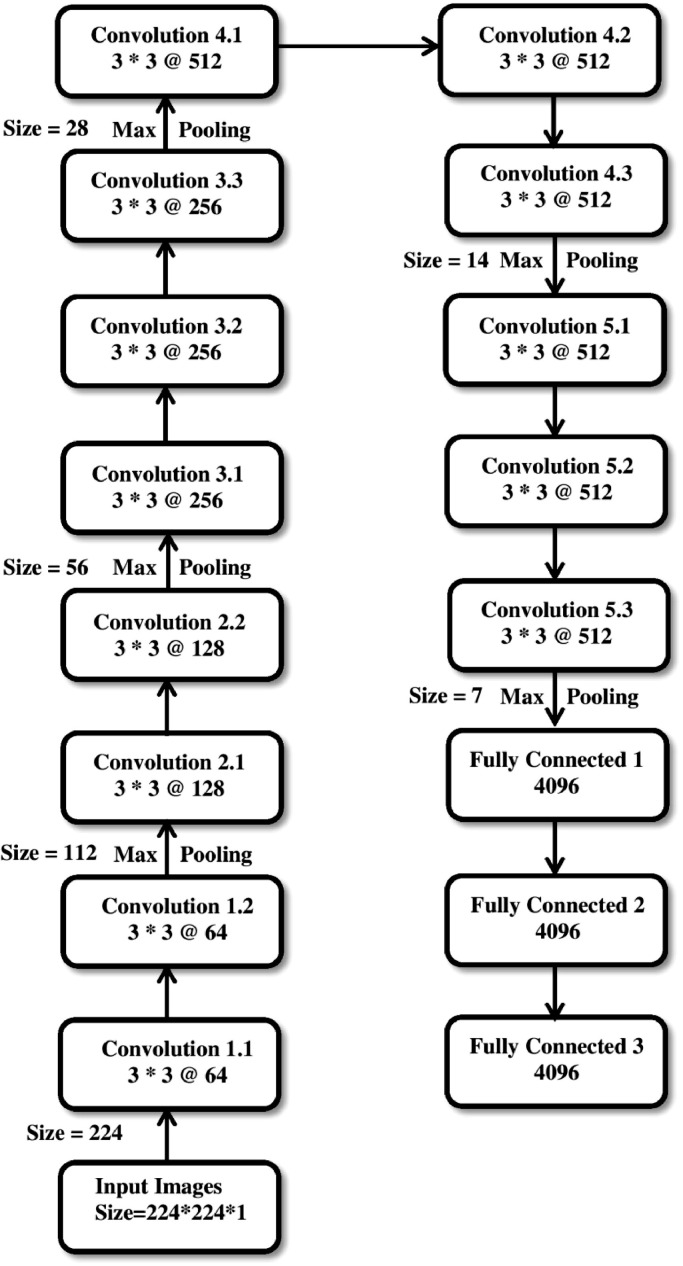 Input Images
Size=224*224*1
Size = 224
Convolution 1.1
3 * 3 @ 64
Convolution 1.2
3 * 3 @ 64
Size = 112 Max Pooling
Convolution 2.1
3 * 3 @ 128
Convolution 2.2
3 * 3 @ 128
Size = 56 Max Pooling
Convolution 3.1
3 * 3 @ 256
Convolution 3.2
3 * 3 @ 256
Convolution 3.3
3 * 3 @ 256
Size = 28 Max Pooling
Convolution 4.1
3 * 3 @ 512
Convolution 4.2
3 * 3 @ 512
Convolution 4.3
3 * 3 @ 512
Size = 14 Max Pooling
Convolution 5.1
3 * 3 @ 512
Convolution 5.2
3 * 3 @ 512
Convolution 5.3
3 * 3 @ 512
Size = 7 Max Pooling
Fully Connected 1
4096
Fully Connected 2
4096
Fully Connected 3
4096